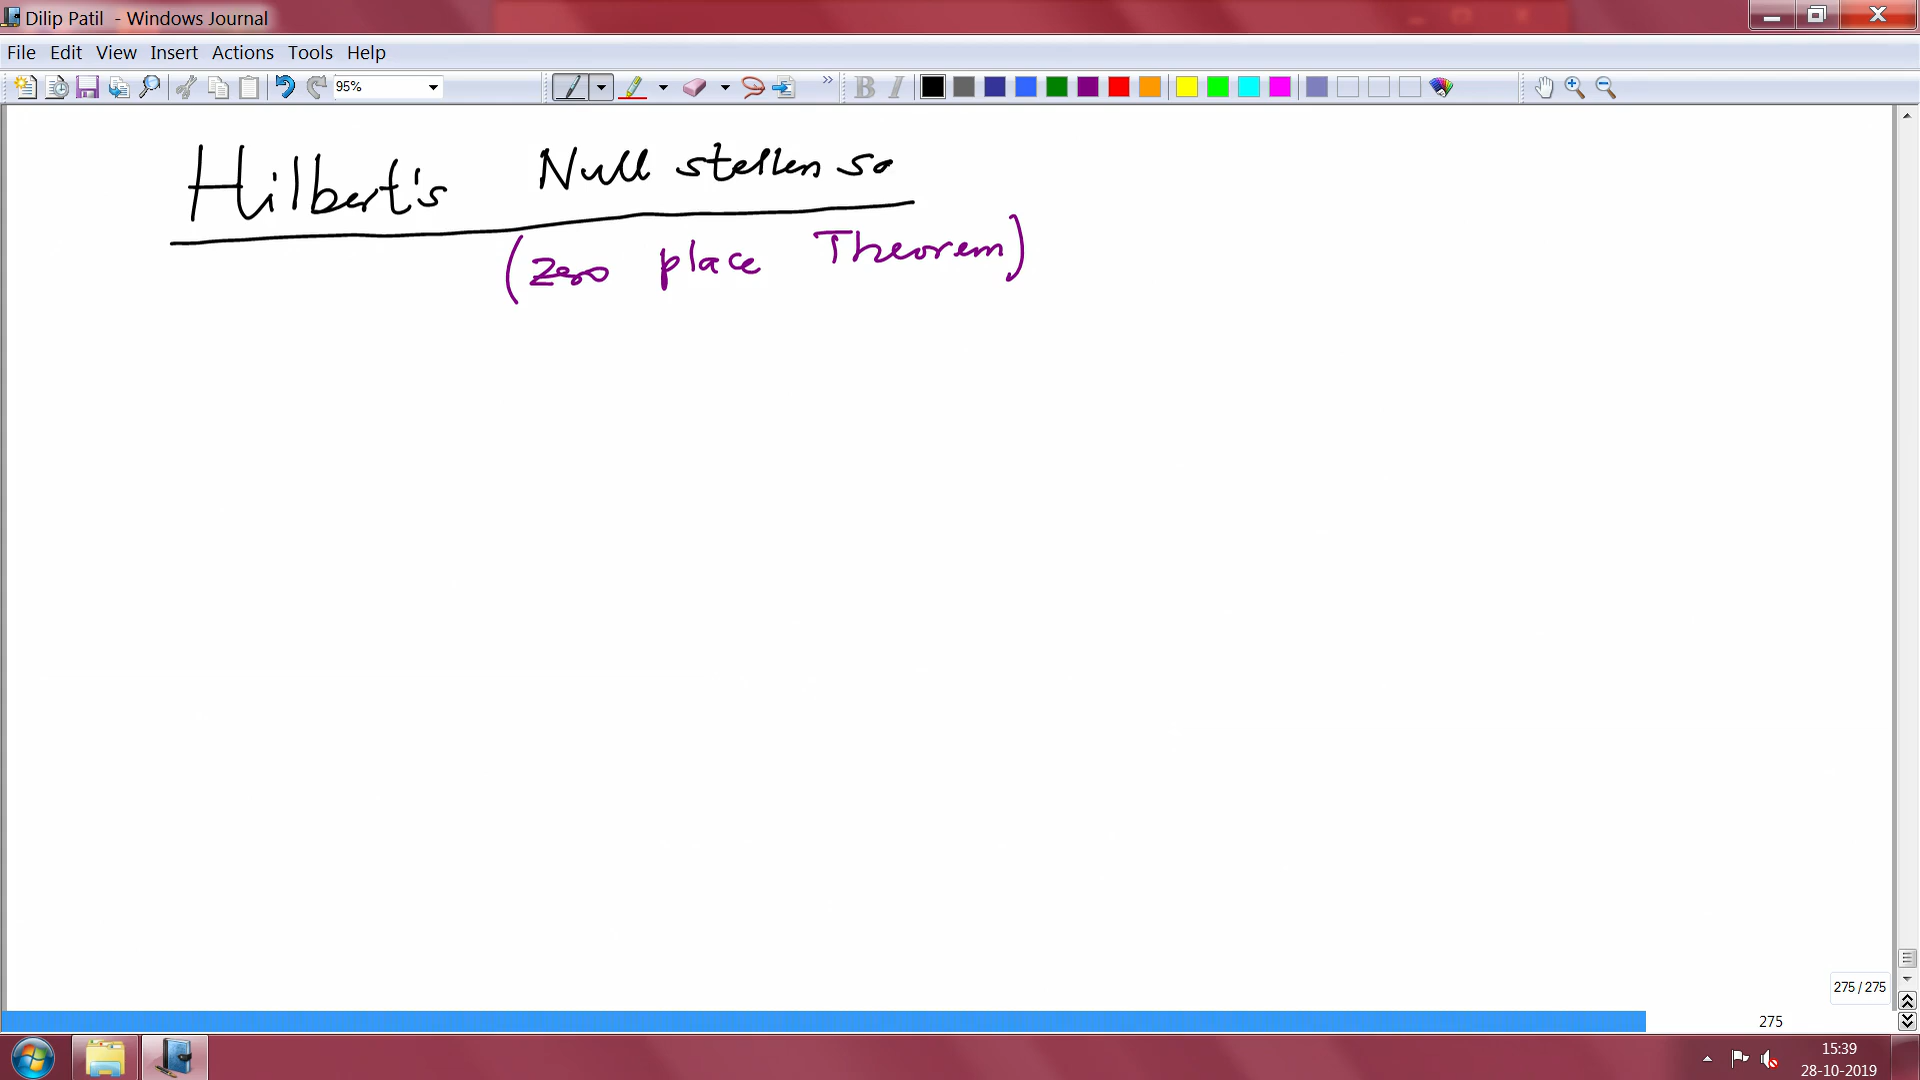 Dilip Patil - Windows Journal
File Edit View Insert Actions Tools Help
95%
Hilbert's Null stellen sa
(Zero place Theorem)
275 / 275
275
15:39
28-10-2019